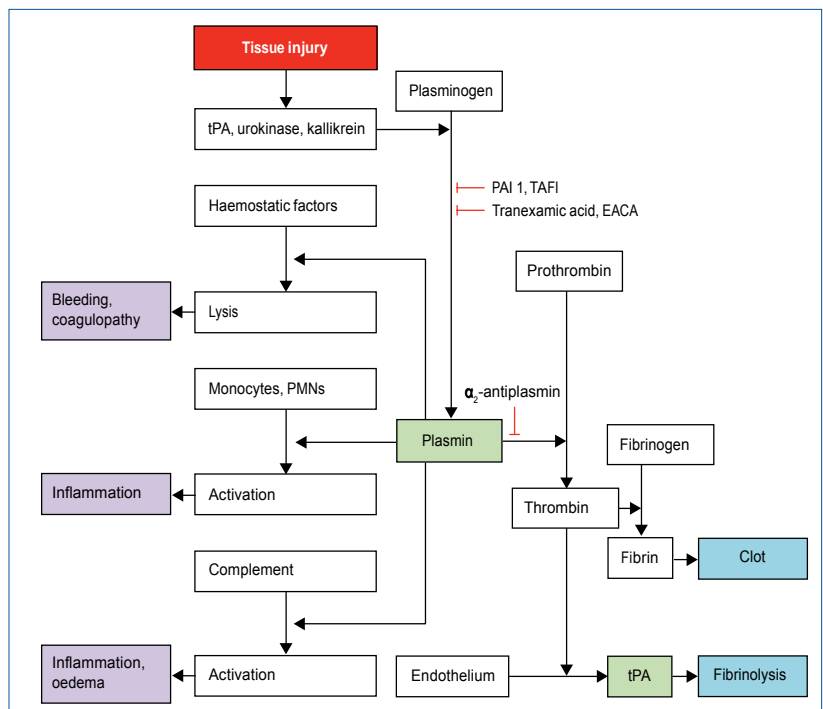 Tissue injury
Plasminogen
tPA, urokinase, kallikrein
PAI 1, TAFI
Tranexamic acid, EACA
Haemostatic factors
Prothrombin
Bleeding,
coagulopathy
Lysis
Monocytes, PMNs
α₂-antiplasmin
Plasmin
Fibrinogen
Inflammation
Activation
Thrombin
Fibrin
Clot
Complement
Inflammation,
oedema
Activation
Endothelium
tPA
Fibrinolysis